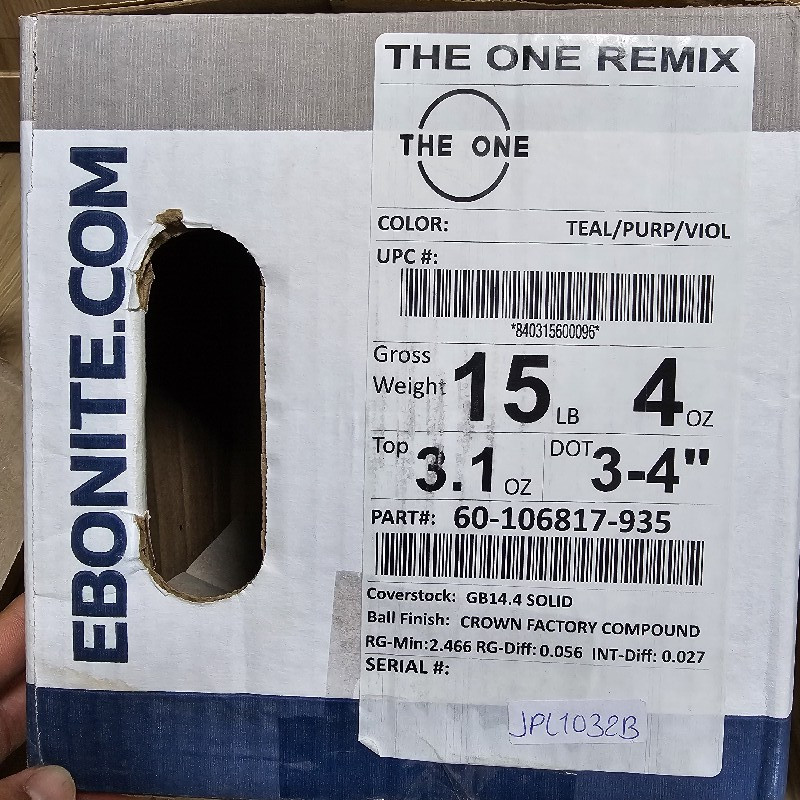 EBONITE.COM
THE ONE REMIX
THE ONE
COLOR: TEAL/PURP/VIOL
UPC #:
*840315600096*
Gross Weight 15 LB 4 OZ
Top 3.1 OZ DOT 3-4"
PART#: 60-106817-935
Coverstock: GB14.4 SOLID
Ball Finish: CROWN FACTORY COMPOUND
RG-Min:2.466 RG-Diff: 0.056 INT-Diff: 0.027
SERIAL #:
JPL1032B